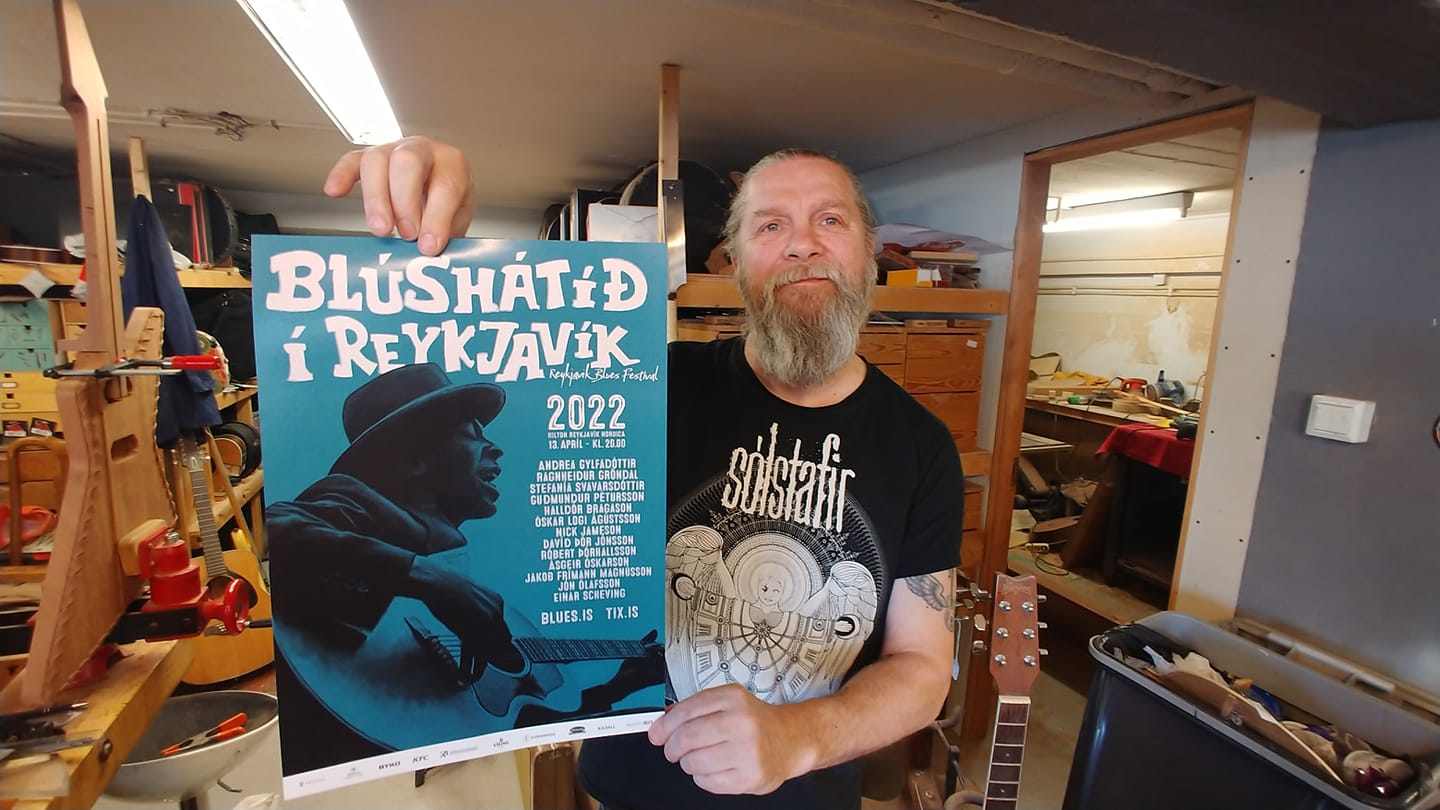 BLÚSHÁTÍÐ
Í REYKJAVÍK
Reykjavík Blues Festival
2022
HILTON REYKJAVÍK NORDICA
13. APRÍL - KL. 20.00
ANDREA GYLFADÓTTIR
RAGNHEIÐUR GRÖNDAL
STEFANÍA SVAVARSDÓTTIR
GUÐMUNDUR PÉTURSSON
HALLDÓR BRAGASON
ÓSKAR LOGI ÁGÚSTSSON
NICK JAMESON
DAVÍÐ ÞÓR JÓNSSON
RÓBERT ÞÓRHALLSSON
ÁSGEIR ÓSKARSON
JAKOB FRÍMANN MAGNÚSSON
JÓN ÓLAFSSON
EINAR SCHEVING
BLUES.IS TIX.IS
BYKO KFC VIKING
sólstafir